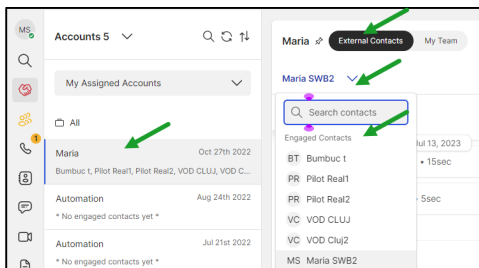 MS
Accounts 5
My Assigned Accounts
All
Maria
Oct 27th 2022
Bumbuc t, Pilot Real1, Pilot Real2, VOD CLUJ, VOD C...
Automation
Aug 24th 2022
* No engaged contacts yet *
Automation
Jul 21st 2022
* No engaged contacts yet *
1
Maria
External Contacts
My Team
Maria SWB2
Search contacts
Engaged Contacts
BT Bumbuc t
PR Pilot Real1
PR Pilot Real2
VC VOD CLUJ
VC VOD Cluj2
MS Maria SWB2
Jul 13, 2023
• 15sec
5sec